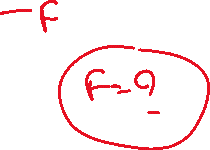 - F
F = 9